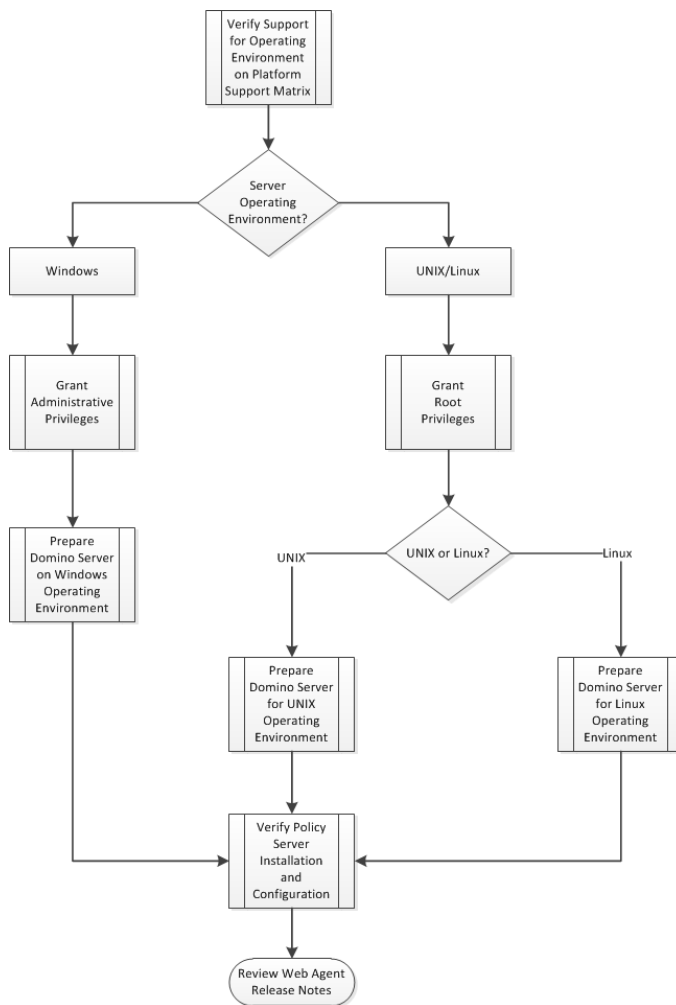 Verify Support
for Operating
Environment
on Platform
Support Matrix
Server
Operating
Environment?
Windows
UNIX/Linux
Grant
Administrative
Privileges
Grant
Root
Privileges
Prepare
Domino Server
on Windows
Operating
Environment
UNIX or Linux?
UNIX
Linux
Prepare
Domino Server
for UNIX
Operating
Environment
Prepare
Domino Server
for Linux
Operating
Environment
Verify Policy
Server
Installation
and
Configuration
Review Web Agent
Release Notes